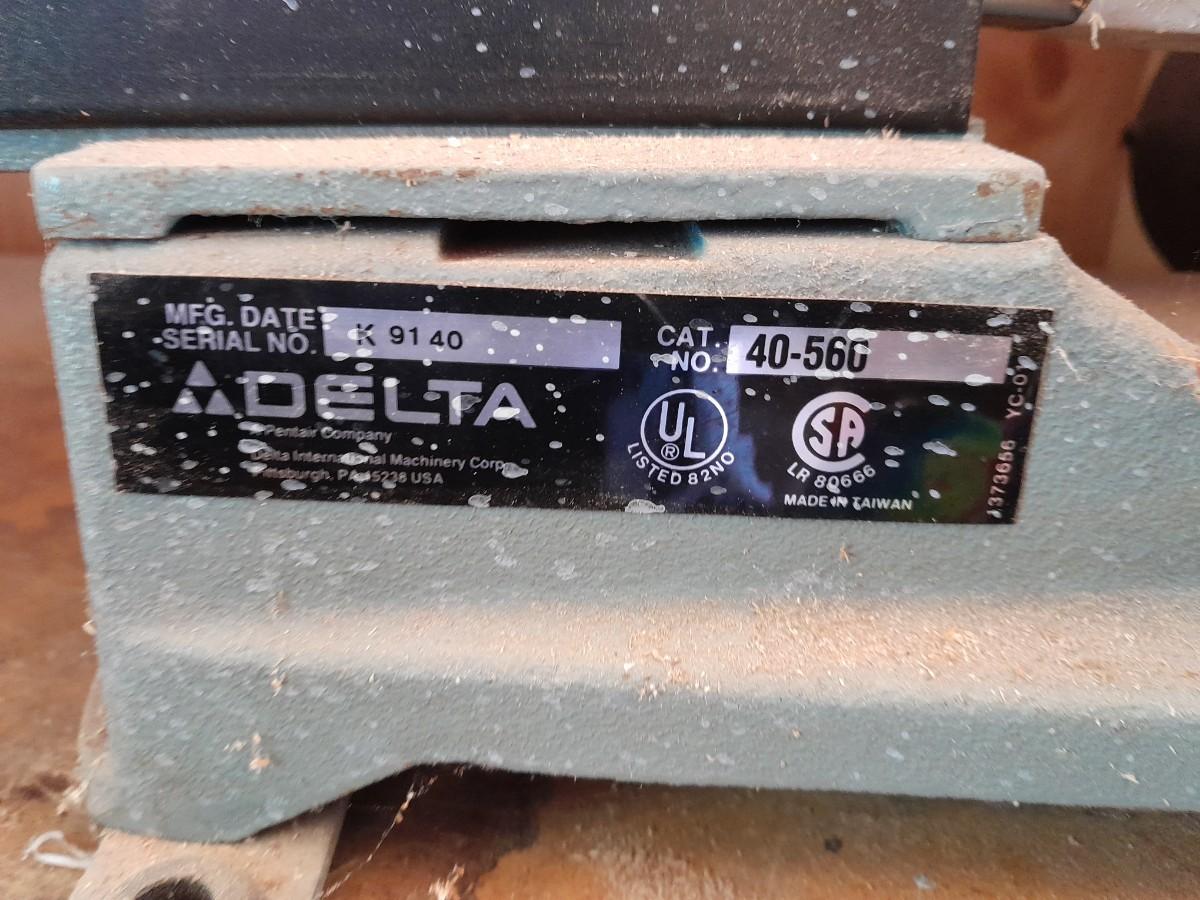 MFG. DATE
SERIAL NO.
K 91 40
CAT.
NO.
40-560
DELTA
A Pentair Company
Delta International Machinery Corp.
Pittsburgh, PA 15238 USA
UL
®
LISTED 82NO
SA
LR 80666
MADE IN TAIWAN
1373656 YC-01